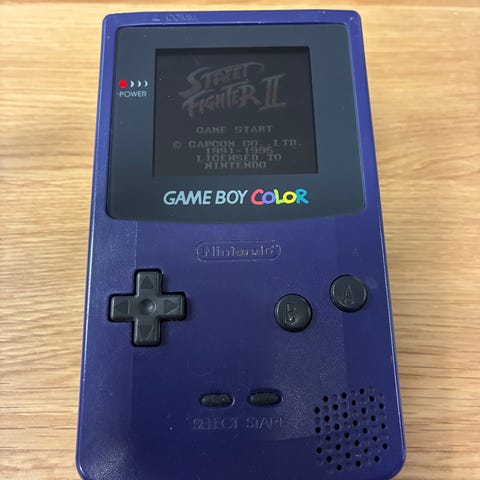 COMM.
STREET
FIGHTER II
POWER
GAME START
© CAPCOM CO.,LTD.
1991-1995
LICENSED TO
NINTENDO
GAME BOY COLOR
Nintendo
A
B
SELECT START